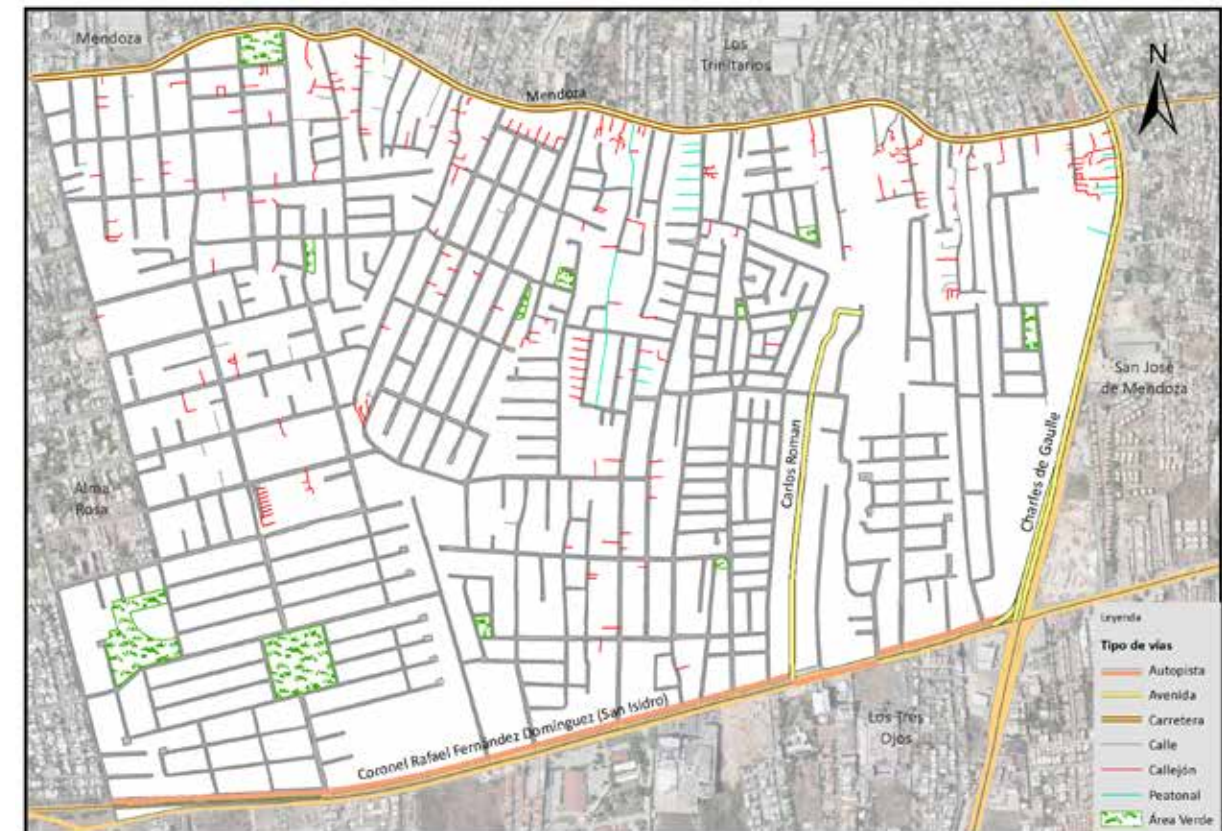 Mendoza
Los
Trinitarios
N
Mendoza
San José
de Mendoza
Carlos Roman
Charles de Gaulle
Alma
Rosa
Coronel Rafael Fernández Domínguez (San Isidro)
Los Tres
Ojos
Leyenda
Tipo de vías
Autopista
Avenida
Carretera
Calle
Callejón
Peatonal
Área Verde